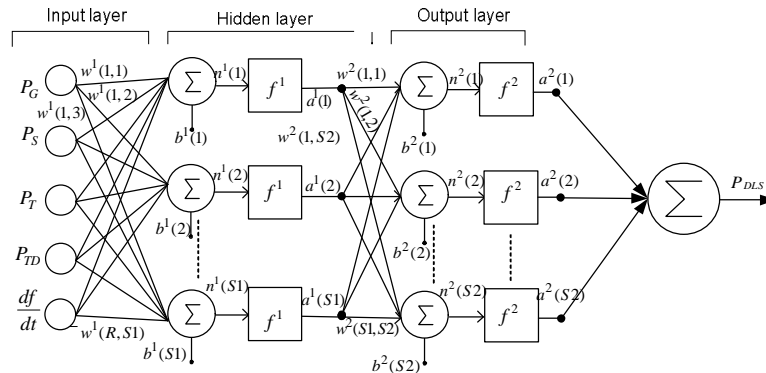 Input layer
Hidden layer
Output layer
P_G
P_S
P_T
P_TD
df/dt
w^1(1,1)
w^1(1,2)
w^1(1,3)
w^1(R,S1)
∑
n^1(1)
f^1
a^1(1)
b^1(1)
∑
n^1(2)
f^1
a^1(2)
b^1(2)
∑
n^1(S1)
f^1
a^1(S1)
b^1(S1)
w^2(1,1)
w^2(1,2)
w^2(1,S2)
w^2(S1,S2)
∑
n^2(1)
f^2
a^2(1)
b^2(1)
∑
n^2(2)
f^2
a^2(2)
b^2(2)
∑
n^2(S2)
f^2
a^2(S2)
b^2(S2)
∑
P_DLS